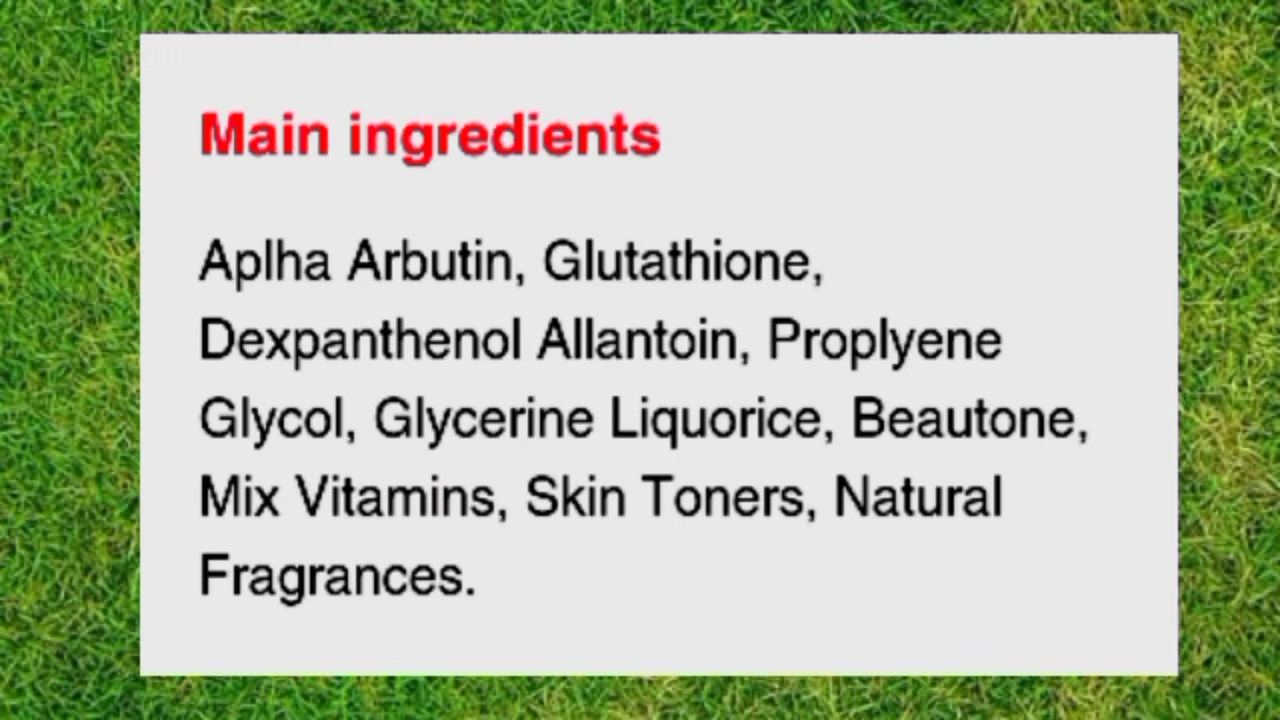 Main ingredients
Aplha Arbutin, Glutathione,
Dexpanthenol Allantoin, Proplyene
Glycol, Glycerine Liquorice, Beautone,
Mix Vitamins, Skin Toners, Natural
Fragrances.